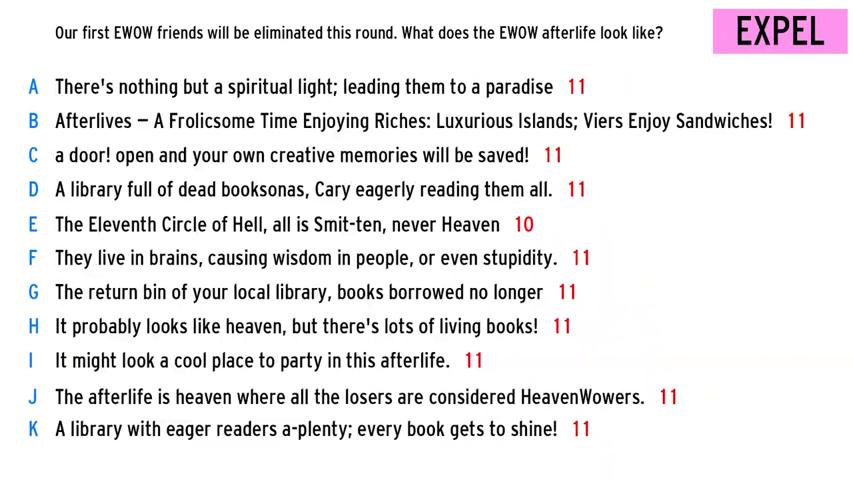 Our first EWOW friends will be eliminated this round. What does the EWOW afterlife look like?
EXPEL
A There's nothing but a spiritual light; leading them to a paradise 11
B Afterlives – A Frolicsome Time Enjoying Riches: Luxurious Islands; Viers Enjoy Sandwiches! 11
C a door! open and your own creative memories will be saved! 11
D A library full of dead booksonas, Cary eagerly reading them all. 11
E The Eleventh Circle of Hell, all is Smit-ten, never Heaven 10
F They live in brains, causing wisdom in people, or even stupidity. 11
G The return bin of your local library, books borrowed no longer 11
H It probably looks like heaven, but there's lots of living books! 11
I It might look a cool place to party in this afterlife. 11
J The afterlife is heaven where all the losers are considered HeavenWowers. 11
K A library with eager readers a-plenty; every book gets to shine! 11